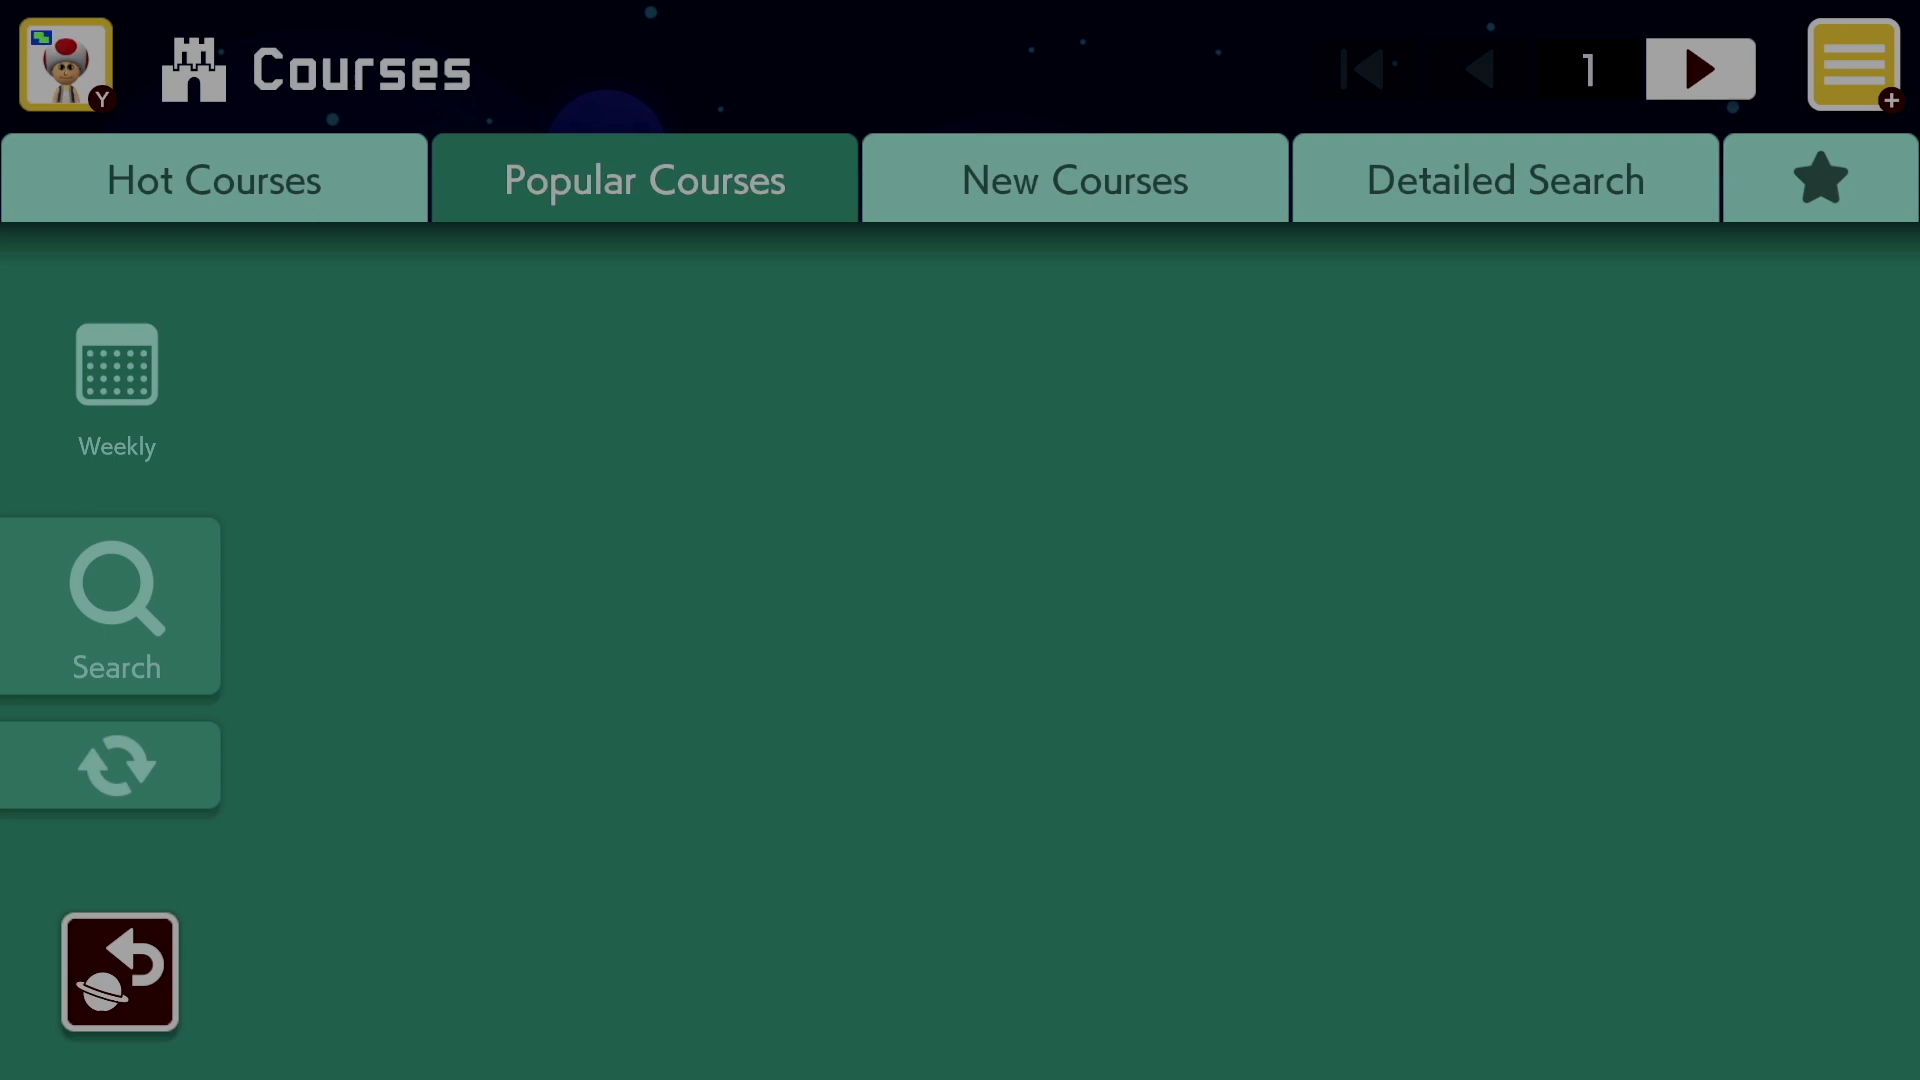 Y
Courses
1
+
Hot Courses
Popular Courses
New Courses
Detailed Search
Weekly
Search